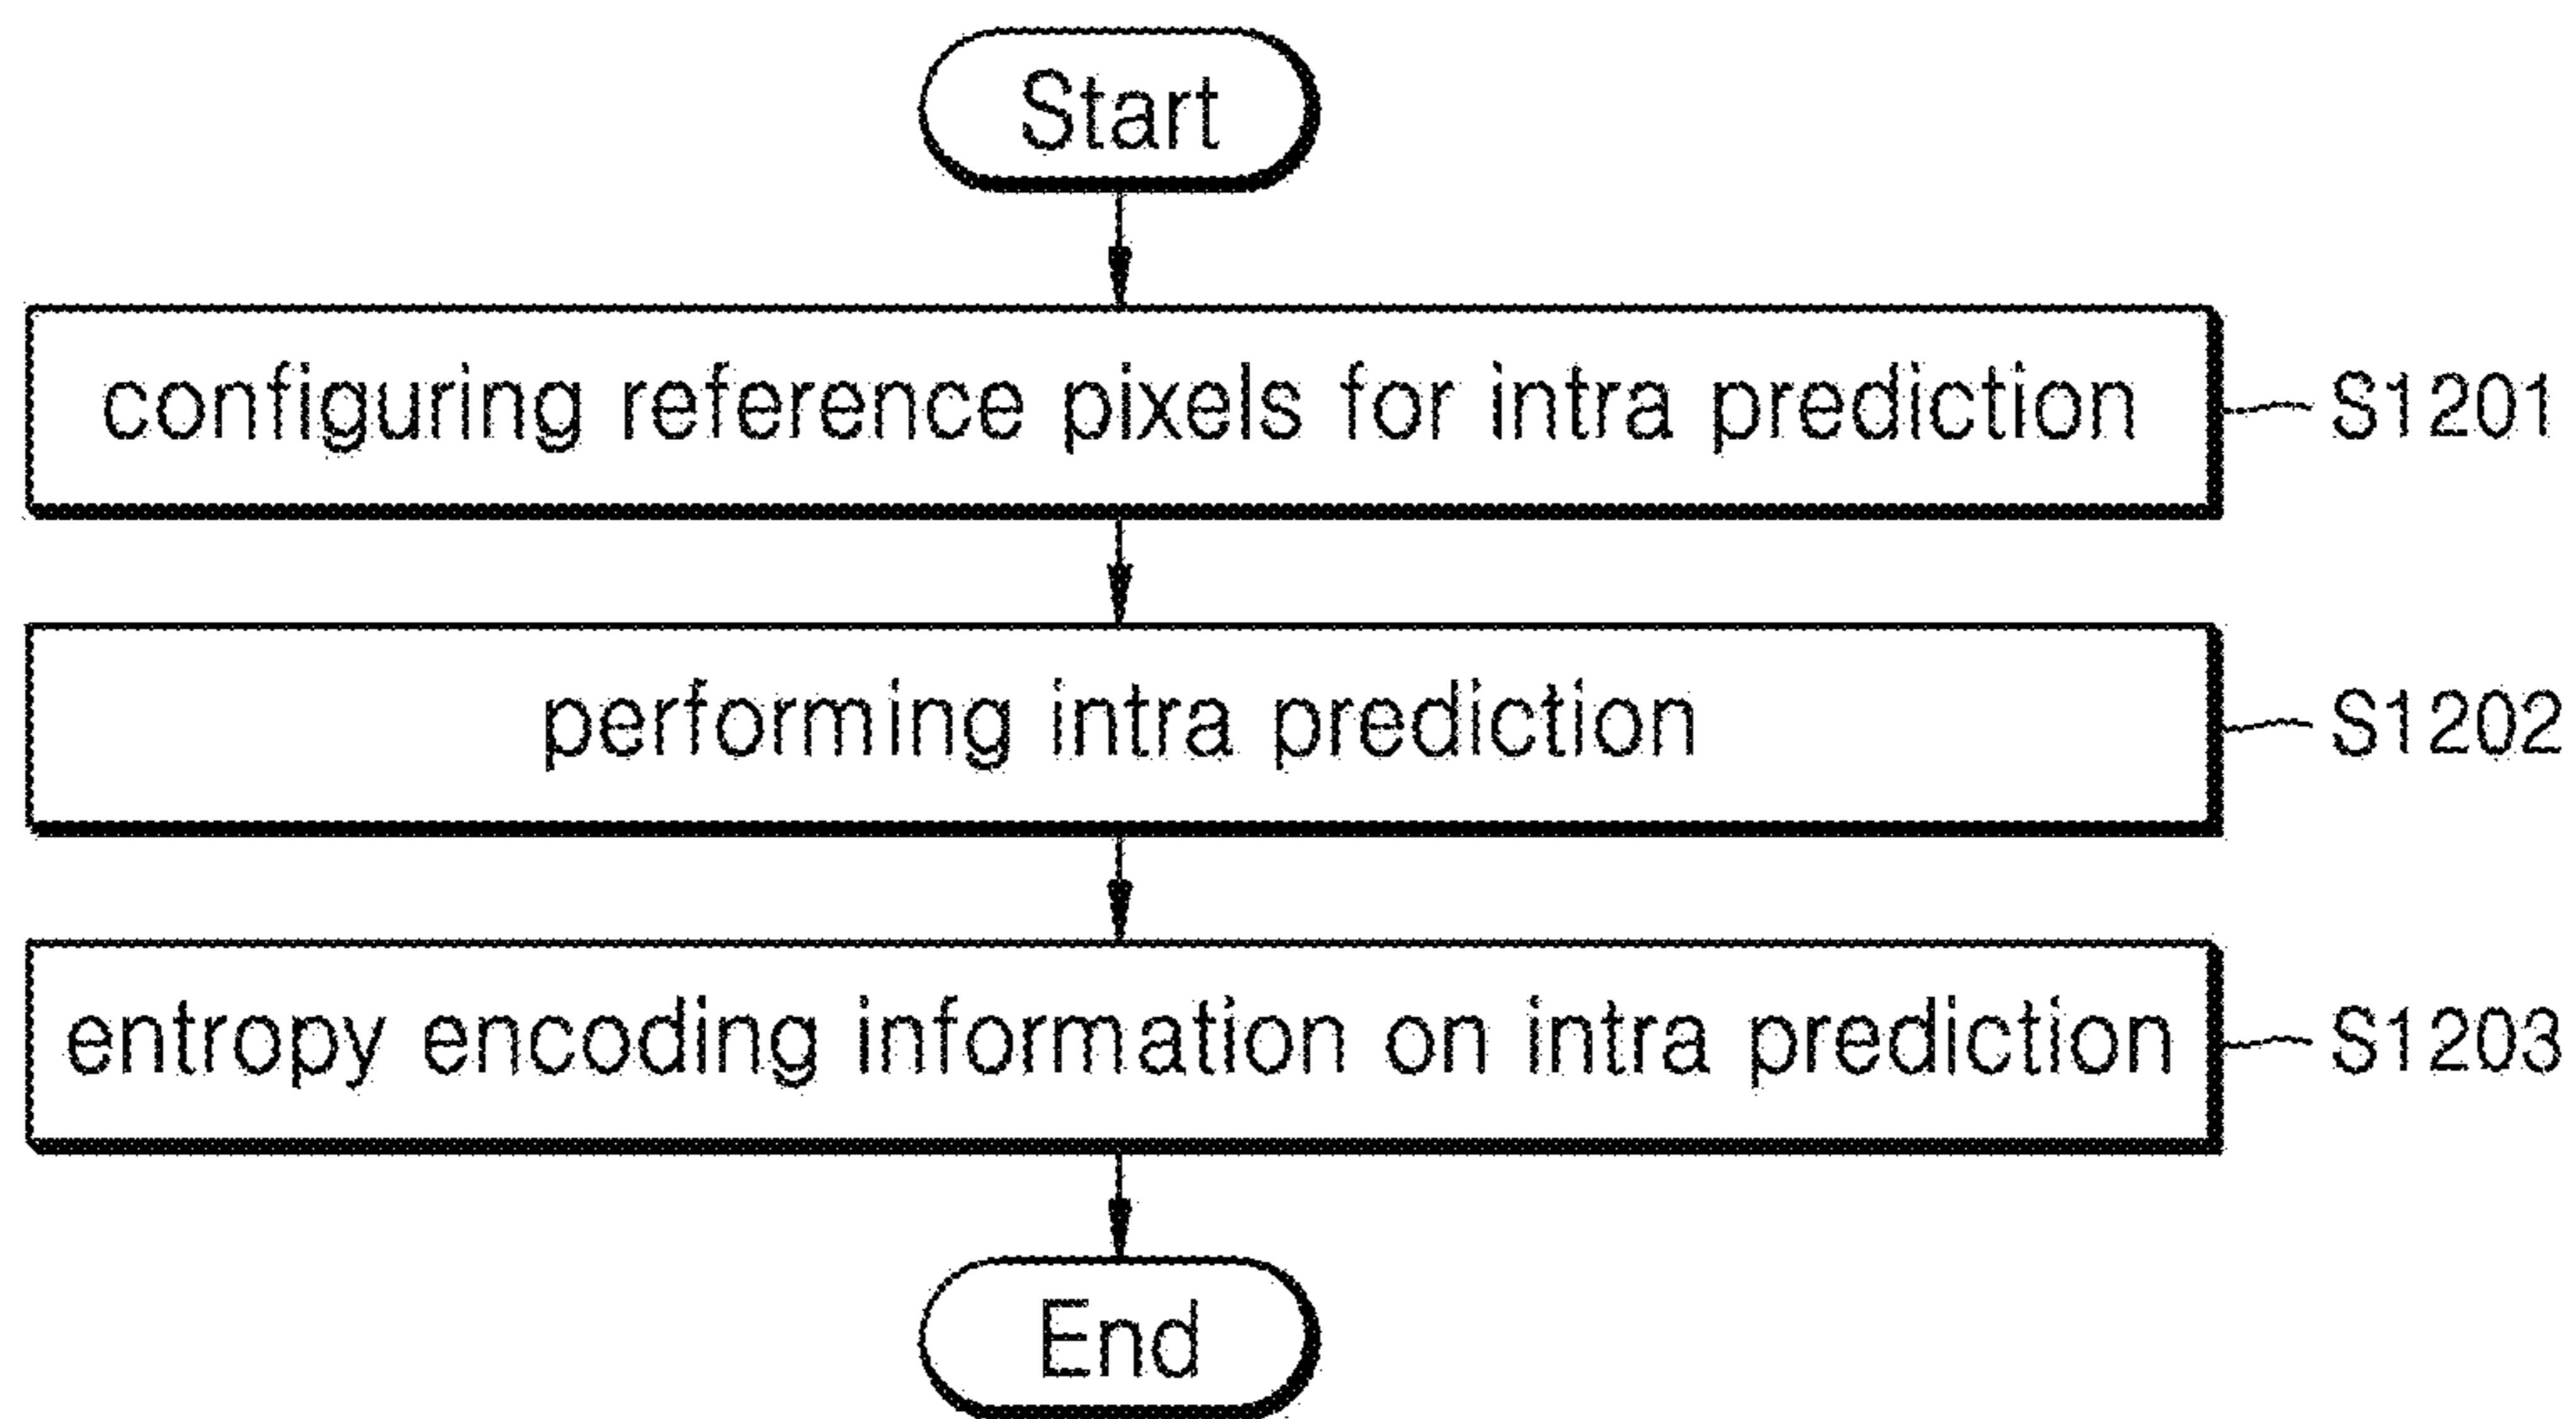 Start
configuring reference pixels for intra prediction
S1201
performing intra prediction
S1202
entropy encoding information on intra prediction
S1203
End